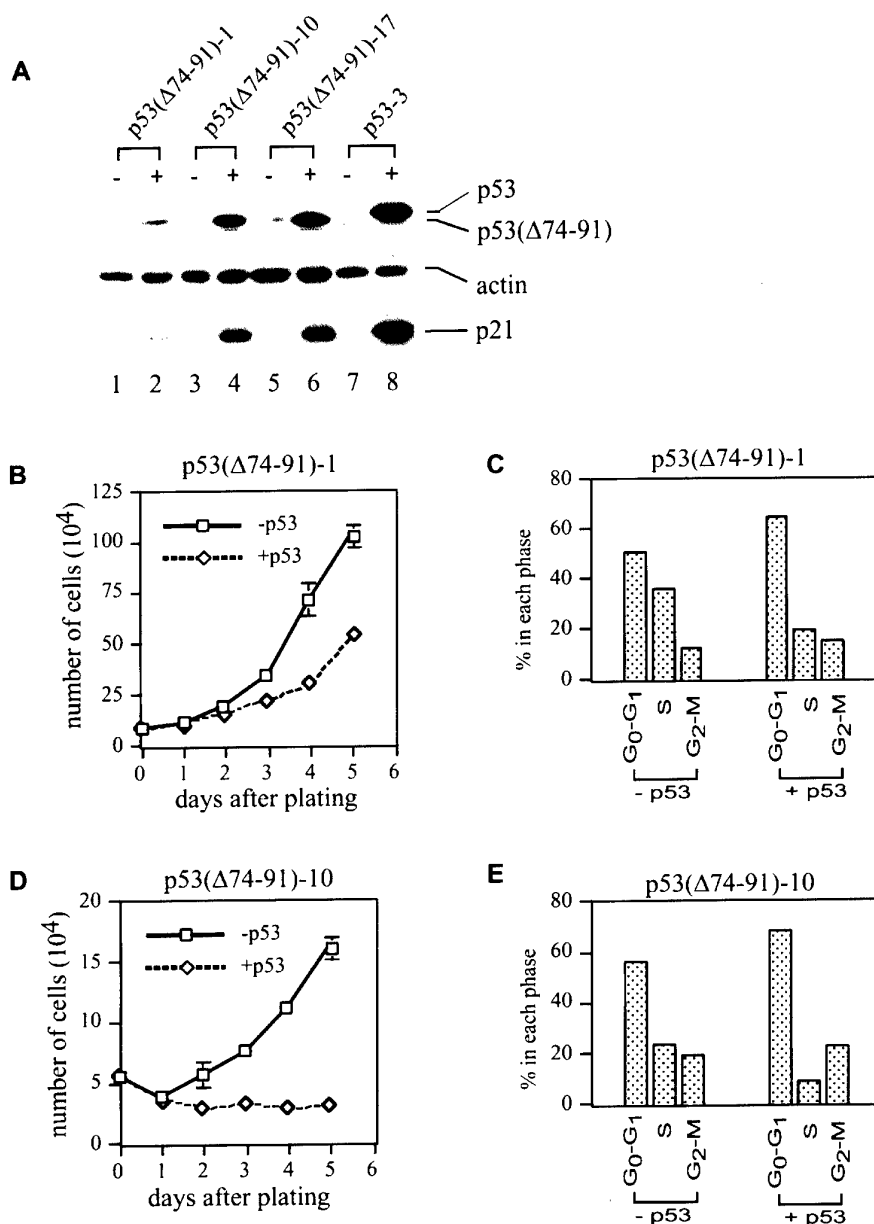 A
p53(Δ74-91)-1
p53(Δ74-91)-10
p53(Δ74-91)-17
p53-3
- + - + - + - +
p53
p53(Δ74-91)
actin
p21
1 2 3 4 5 6 7 8
B
p53(Δ74-91)-1
number of cells (10⁴)
125
100
75
50
25
0
-p53
+p53
0 1 2 3 4 5 6
days after plating
C
p53(Δ74-91)-1
% in each phase
80
60
40
20
0
G₀-G₁
S
G₂-M
G₀-G₁
S
G₂-M
- p53
+ p53
D
p53(Δ74-91)-10
number of cells (10⁴)
20
15
10
5
0
-p53
+p53
0 1 2 3 4 5 6
days after plating
E
p53(Δ74-91)-10
% in each phase
80
60
40
20
0
G₀-G₁
S
G₂-M
G₀-G₁
S
G₂-M
- p53
+ p53